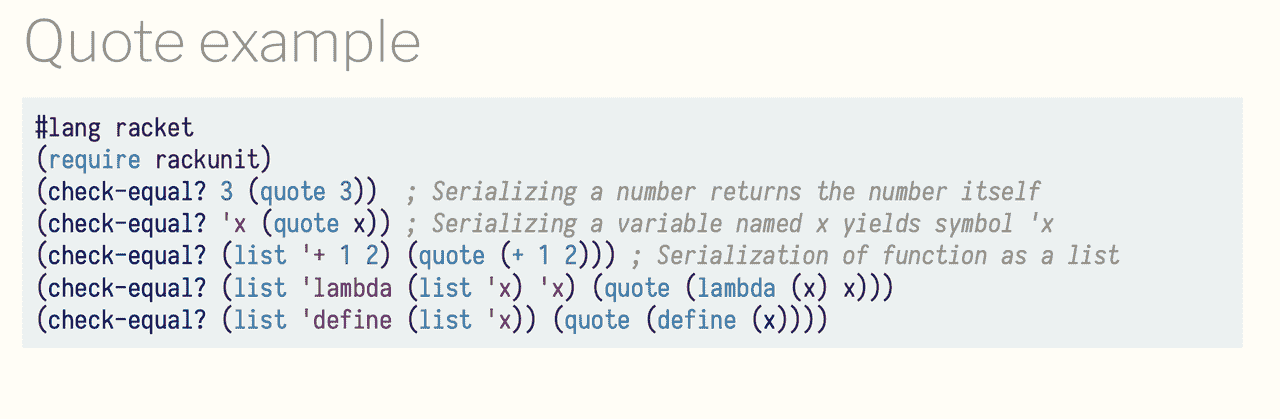 Quote example
#lang racket
(require rackunit)
(check-equal? 3 (quote 3))  ; Serializing a number returns the number itself
(check-equal? 'x (quote x)) ; Serializing a variable named x yields symbol 'x
(check-equal? (list '+ 1 2) (quote (+ 1 2))) ; Serialization of function as a list
(check-equal? (list 'lambda (list 'x) 'x) (quote (lambda (x) x)))
(check-equal? (list 'define (list 'x)) (quote (define (x))))